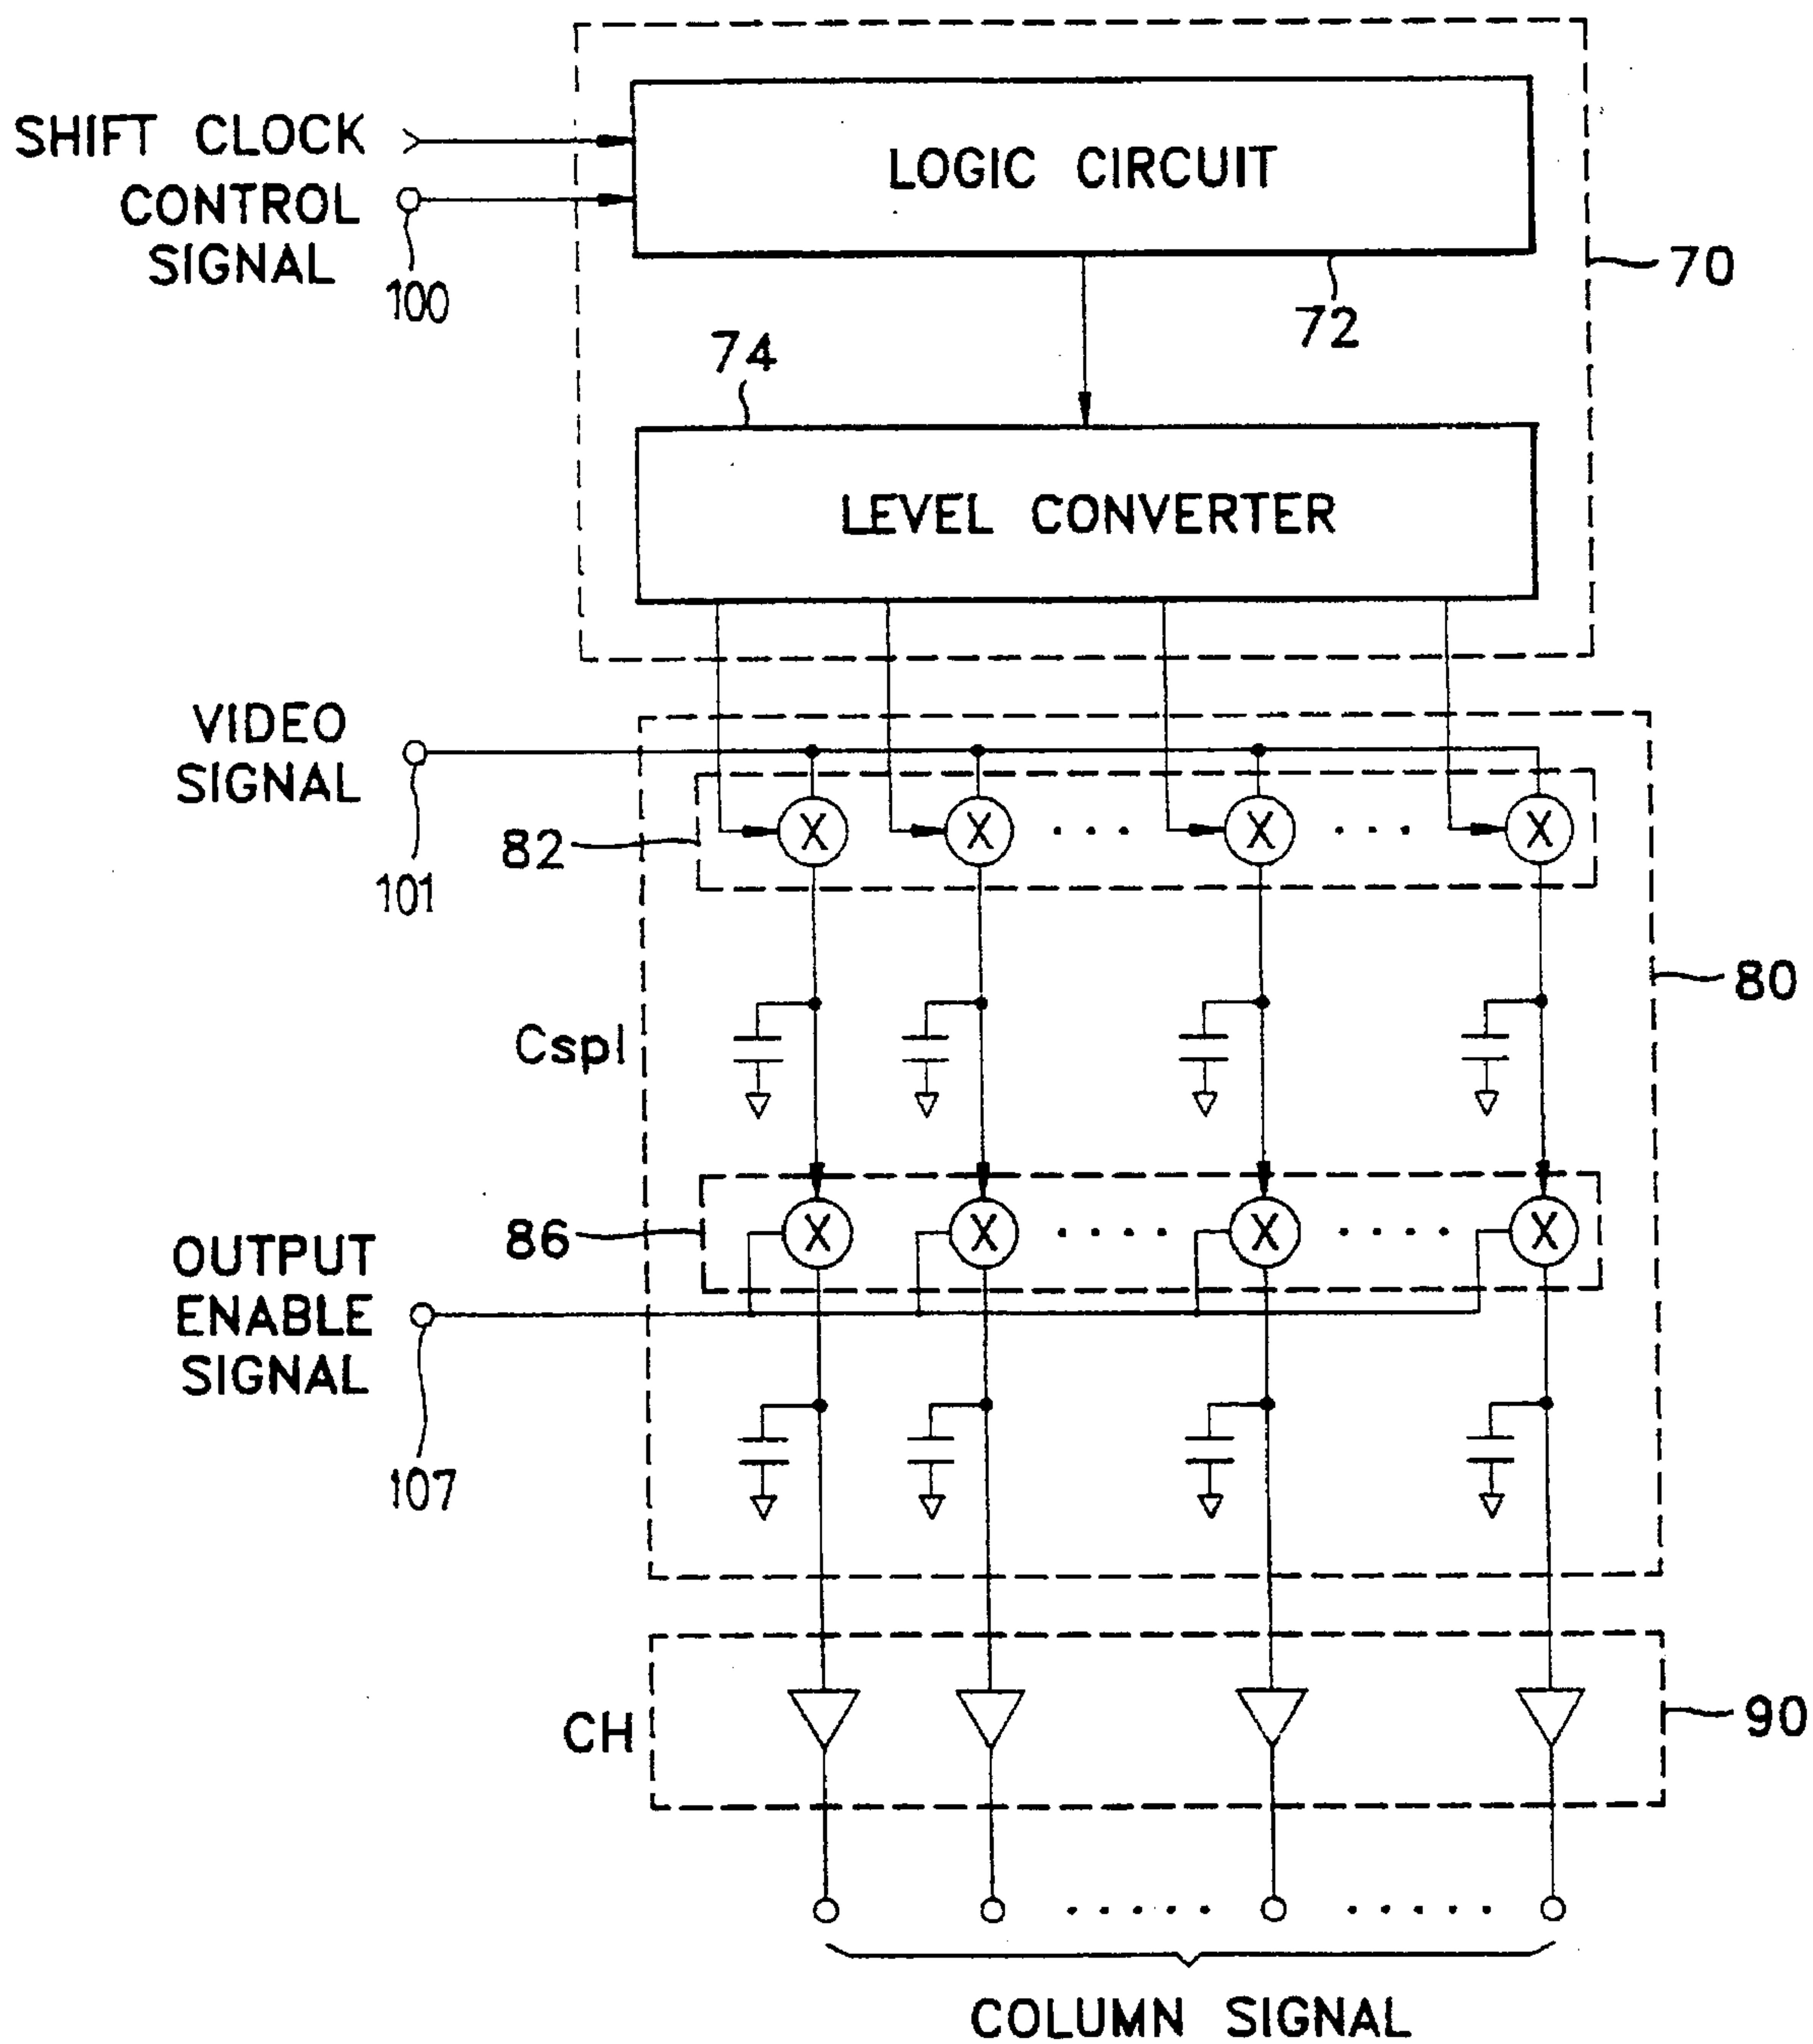 SHIFT CLOCK
CONTROL
SIGNAL
100
LOGIC CIRCUIT
70
72
74
LEVEL CONVERTER
VIDEO
SIGNAL
101
82
X X · · · X · · · X
80
Cspl
86
X X · · · · X · · · · X
OUTPUT
ENABLE
SIGNAL
107
CH
90
· · · · · · · · · · · ·
COLUMN SIGNAL